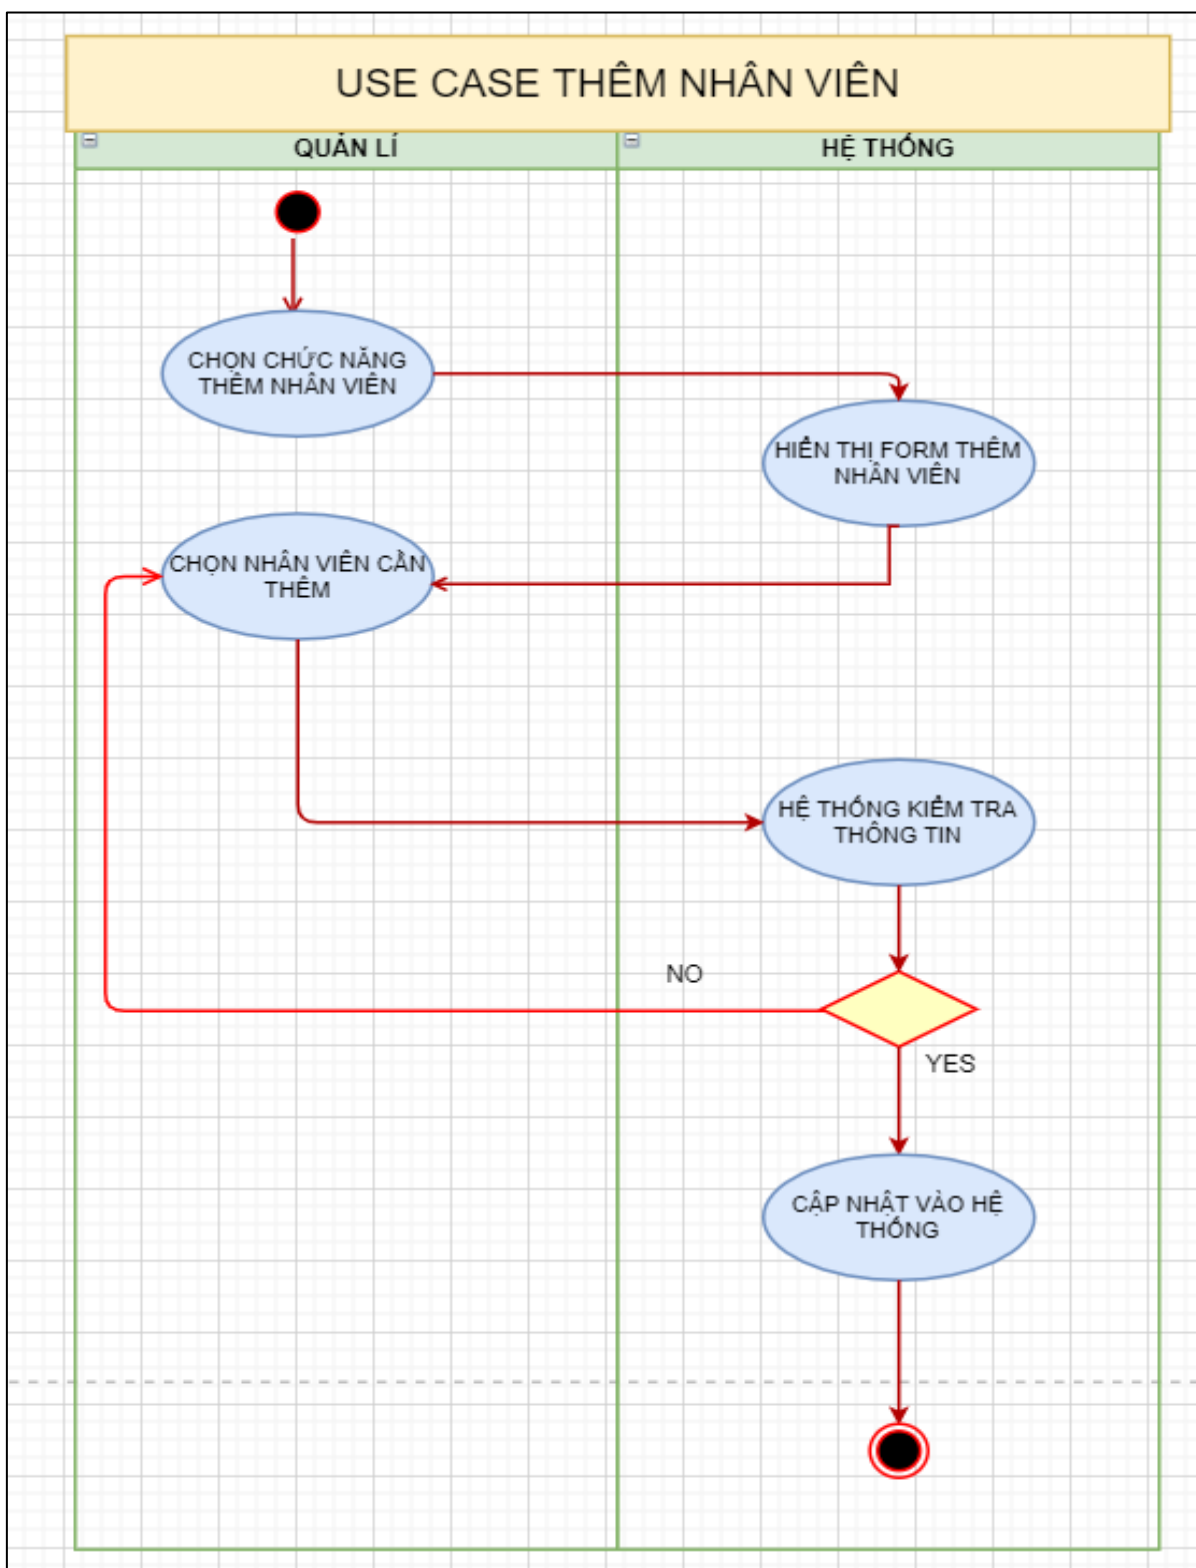 USE CASE THÊM NHÂN VIÊN
QUẢN LÍ
HỆ THỐNG
CHỌN CHỨC NĂNG
THÊM NHÂN VIÊN
HIỂN THỊ FORM THÊM
NHÂN VIÊN
CHỌN NHÂN VIÊN CẦN
THÊM
HỆ THỐNG KIỂM TRA
THÔNG TIN
NO
YES
CẬP NHẬT VÀO HỆ
THỐNG